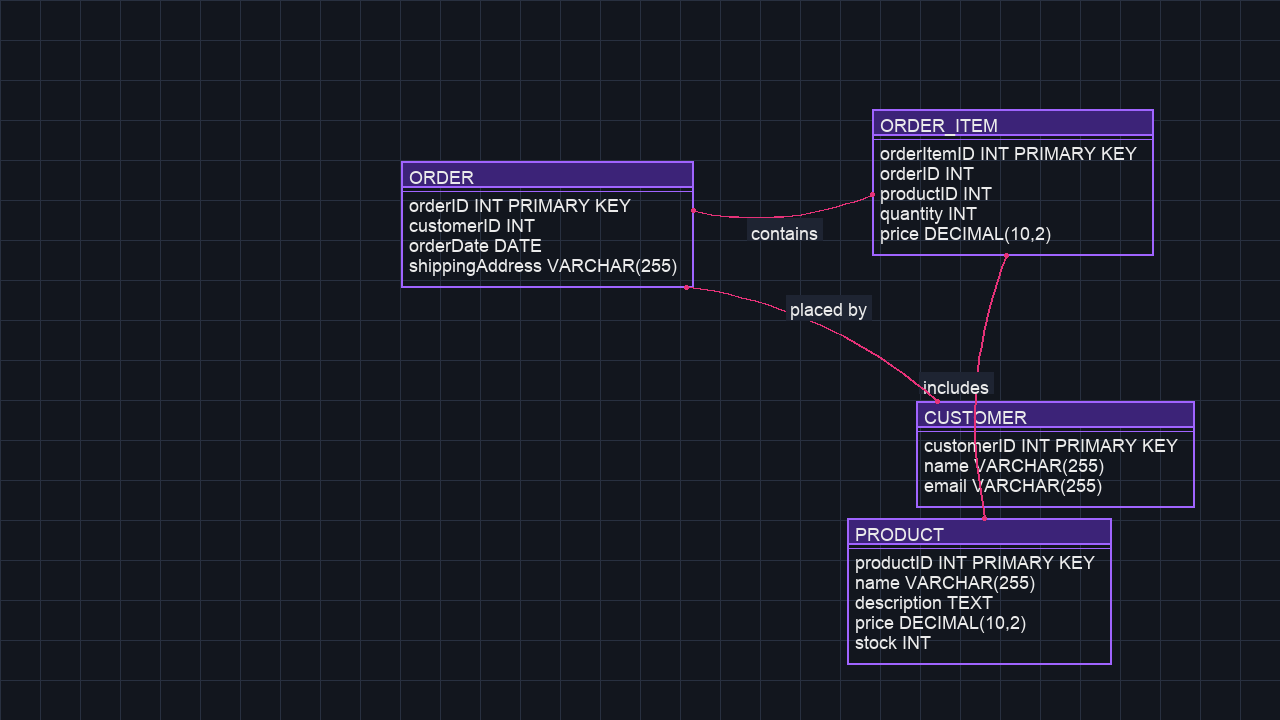 ORDER
orderID INT PRIMARY KEY
customerID INT
orderDate DATE
shippingAddress VARCHAR(255)
contains
ORDER_ITEM
orderItemID INT PRIMARY KEY
orderID INT
productID INT
quantity INT
price DECIMAL(10,2)
placed by
includes
CUSTOMER
customerID INT PRIMARY KEY
name VARCHAR(255)
email VARCHAR(255)
PRODUCT
productID INT PRIMARY KEY
name VARCHAR(255)
description TEXT
price DECIMAL(10,2)
stock INT